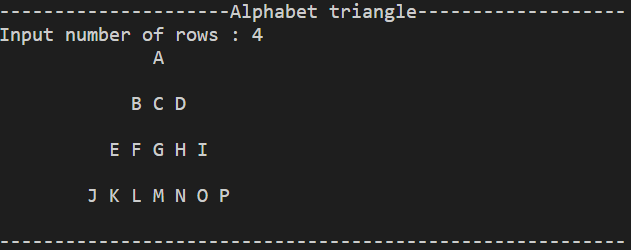 ---------------------Alphabet triangle-------------------
Input number of rows : 4
A
B C D
E F G H I
J K L M N O P
---------------------------------------------------------